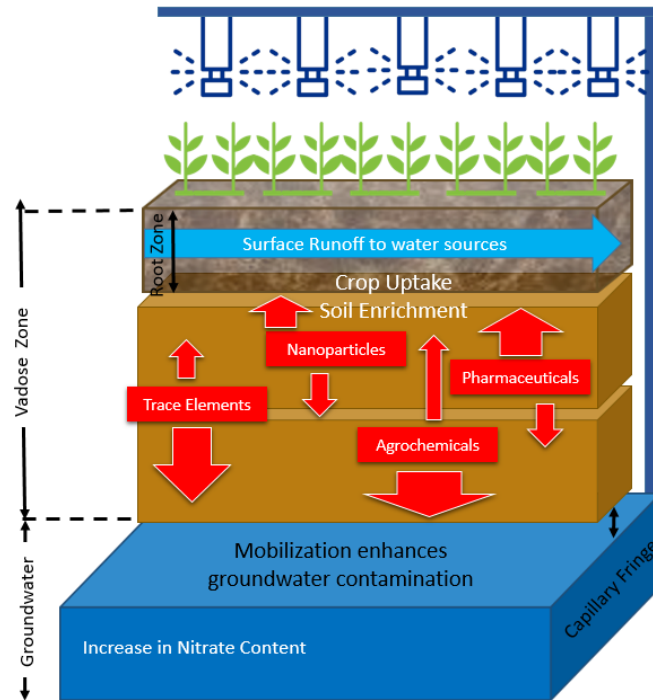 Surface Runoff to water sources
Root Zone
Crop Uptake
Soil Enrichment
Nanoparticles
Pharmaceuticals
Trace Elements
Agrochemicals
Vadose Zone
Mobilization enhances
groundwater contamination
Capillary Fringe
Groundwater
Increase in Nitrate Content